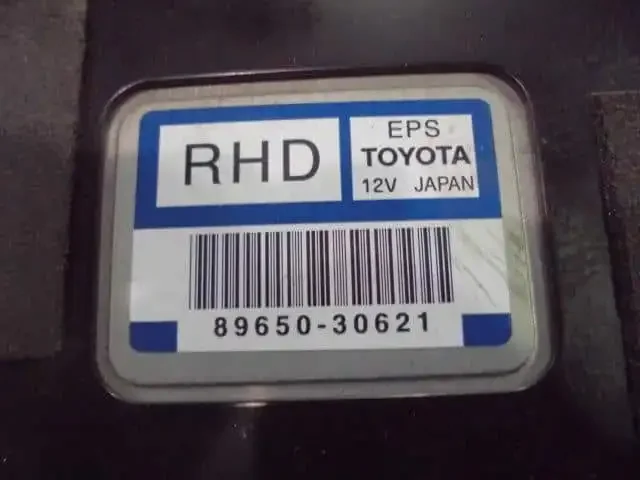 RHD
EPS
TOYOTA
12V JAPAN
89650-30621